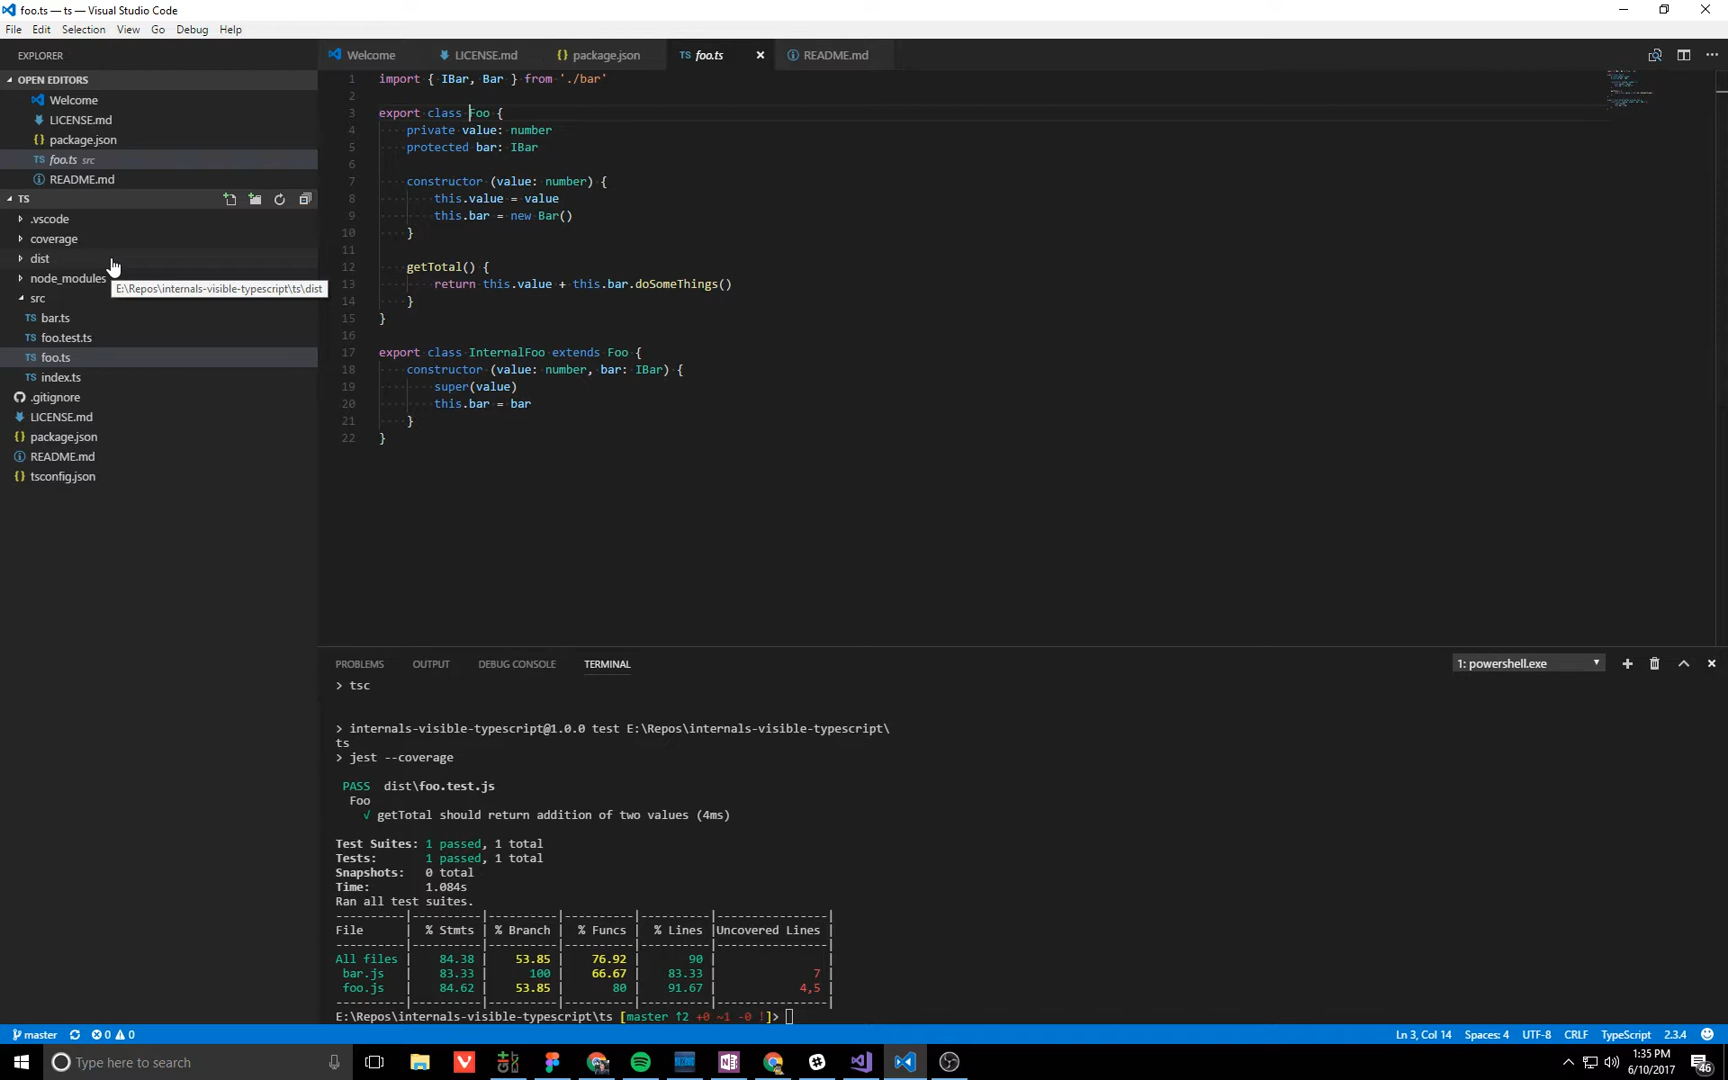 foo.ts — ts — Visual Studio Code
File Edit Selection View Go Debug Help
EXPLORER
OPEN EDITORS
Welcome
LICENSE.md
package.json
TS foo.ts src
README.md
TS
.vscode
coverage
dist
node_modules
E:\Repos\internals-visible-typescript\ts\dist
src
TS bar.ts
TS foo.test.ts
TS foo.ts
TS index.ts
.gitignore
LICENSE.md
{} package.json
README.md
{} tsconfig.json
Welcome LICENSE.md {} package.json TS foo.ts README.md
1 import { IBar, Bar } from './bar'
2
3 export class Foo {
4 private value: number
5 protected bar: IBar
6
7 constructor (value: number) {
8 this.value = value
9 this.bar = new Bar()
10 }
11
12 getTotal() {
13 return this.value + this.bar.doSomeThings()
14 }
15 }
16
17 export class InternalFoo extends Foo {
18 constructor (value: number, bar: IBar) {
19 super(value)
20 this.bar = bar
21 }
22 }
PROBLEMS OUTPUT DEBUG CONSOLE TERMINAL 1: powershell.exe
> tsc
> internals-visible-typescript@1.0.0 test E:\Repos\internals-visible-typescript\
ts
> jest --coverage
PASS dist\foo.test.js
Foo
√ getTotal should return addition of two values (4ms)
Test Suites: 1 passed, 1 total
Tests: 1 passed, 1 total
Snapshots: 0 total
Time: 1.084s
Ran all test suites.
----------|----------|----------|----------|----------|----------------|
File | % Stmts | % Branch | % Funcs | % Lines |Uncovered Lines |
----------|----------|----------|----------|----------|----------------|
All files | 84.38 | 53.85 | 76.92 | 90 | |
bar.js | 83.33 | 100 | 66.67 | 83.33 | 7 |
foo.js | 84.62 | 53.85 | 80 | 91.67 | 4,5 |
----------|----------|----------|----------|----------|----------------|
E:\Repos\internals-visible-typescript\ts [master ↑2 +0 ~1 -0 !]>
master 0 0 Ln 3, Col 14 Spaces: 4 UTF-8 CRLF TypeScript 2.3.4
Type here to search
1:35 PM
6/10/2017
46